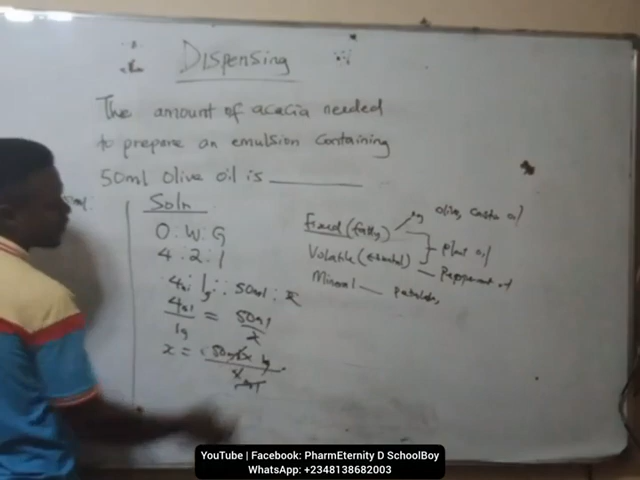 Dispensing
The amount of acacia needed
to prepare an emulsion containing
50ml Olive oil is ________
Soln
O : W : G
4 : 2 : 1
4ml : 1g :: 50ml : x
4ml = 50ml
1g x
x = 50ml x 1g
Fixed (fatty) eg olive, castor oil
plant oil
Volatile (essential) – Peppermint oil
Mineral —
YouTube | Facebook: PharmEternity D SchoolBoy
WhatsApp: +2348138682003